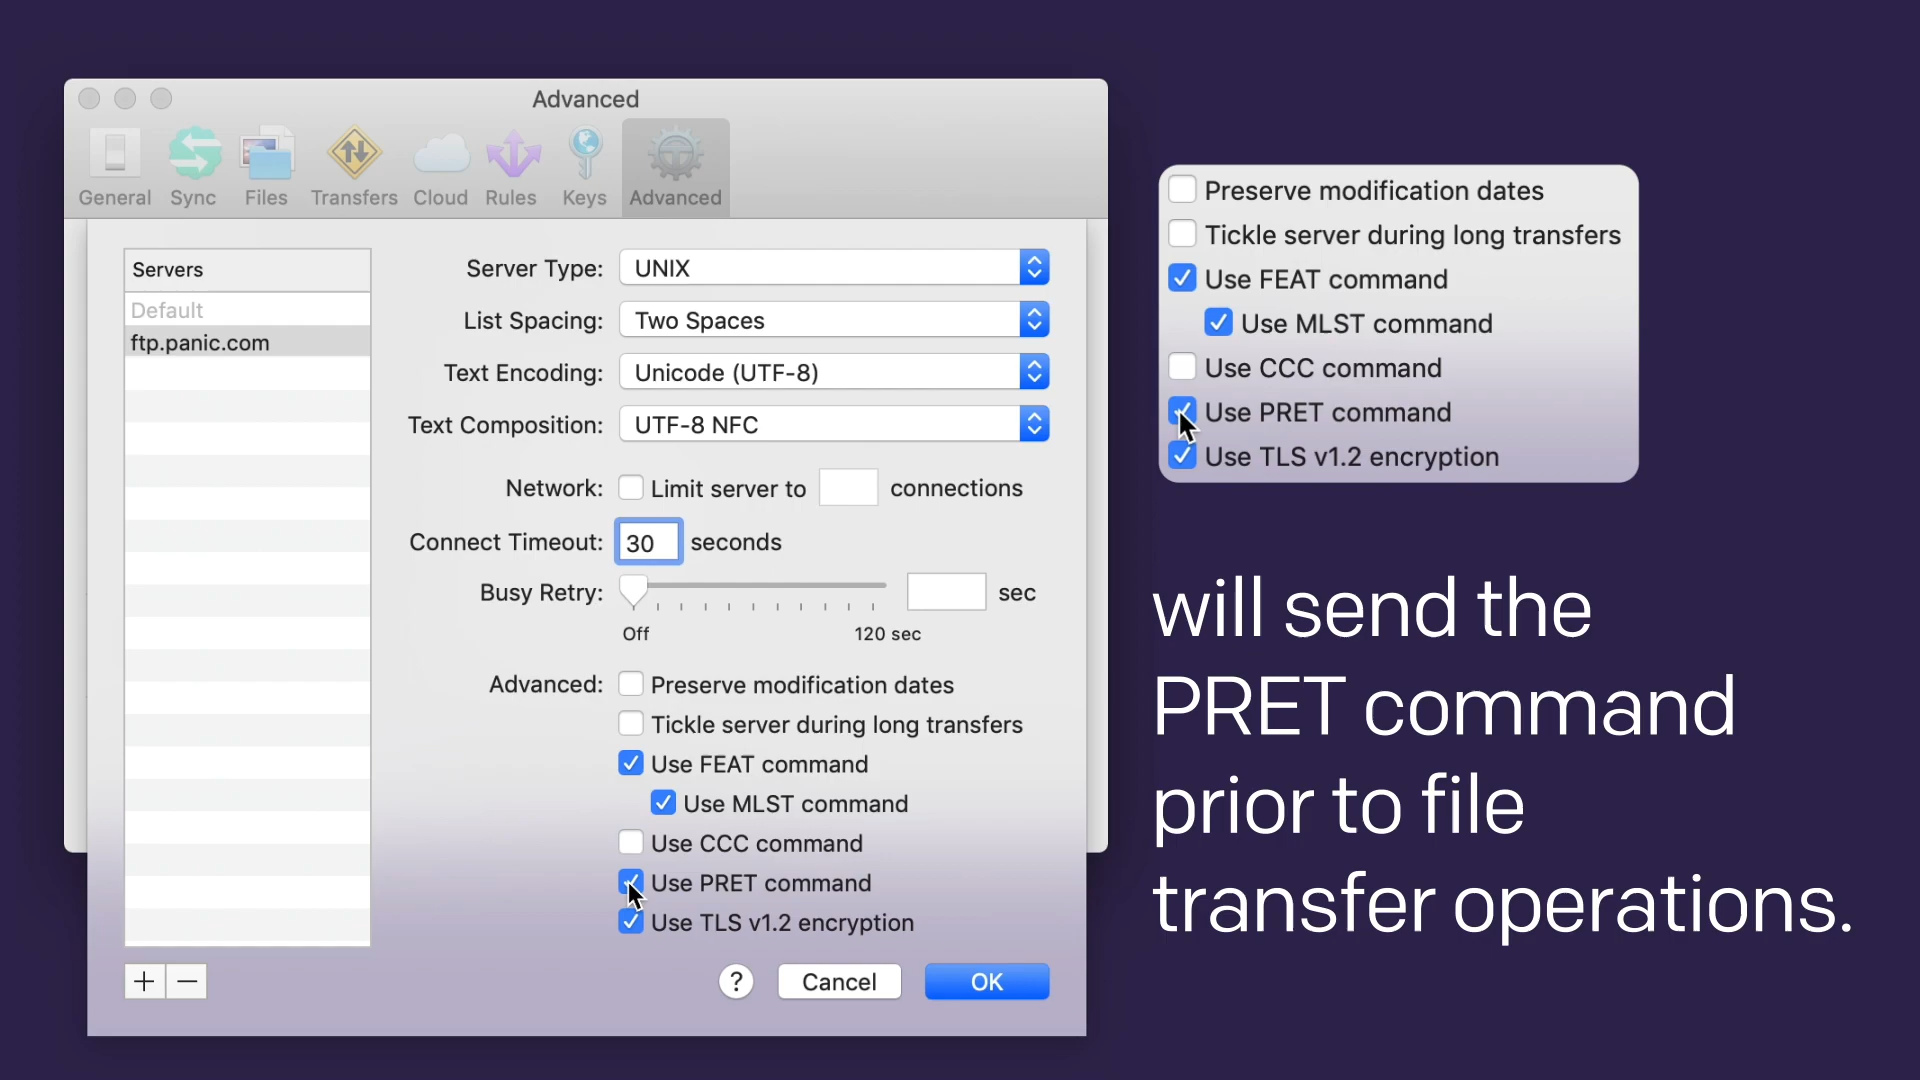 Advanced
General Sync Files Transfers Cloud Rules Keys Advanced
Servers
Default
ftp.panic.com
Server Type: UNIX
List Spacing: Two Spaces
Text Encoding: Unicode (UTF-8)
Text Composition: UTF-8 NFC
Network: Limit server to connections
Connect Timeout: 30 seconds
Busy Retry: sec
Off 120 sec
Advanced: Preserve modification dates
Tickle server during long transfers
Use FEAT command
Use MLST command
Use CCC command
Use PRET command
Use TLS v1.2 encryption
+ −
? Cancel OK
Preserve modification dates
Tickle server during long transfers
Use FEAT command
Use MLST command
Use CCC command
Use PRET command
Use TLS v1.2 encryption
will send the
PRET command
prior to file
transfer operations.